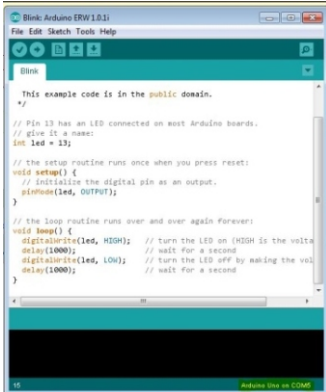 Blink: Arduino ERW 1.0.1i
File Edit Sketch Tools Help
Blink
This example code is in the public domain.
*/
// Pin 13 has an LED connected on most Arduino boards.
// give it a name:
int led = 13;
// the setup routine runs once when you press reset:
void setup() {
// initialize the digital pin as an output.
pinMode(led, OUTPUT);
}
// the loop routine runs over and over again forever:
void loop() {
digitalWrite(led, HIGH); // turn the LED on (HIGH is the volta
delay(1000); // wait for a second
digitalWrite(led, LOW); // turn the LED off by making the vol
delay(1000); // wait for a second
}
15
Arduino Uno on COM5